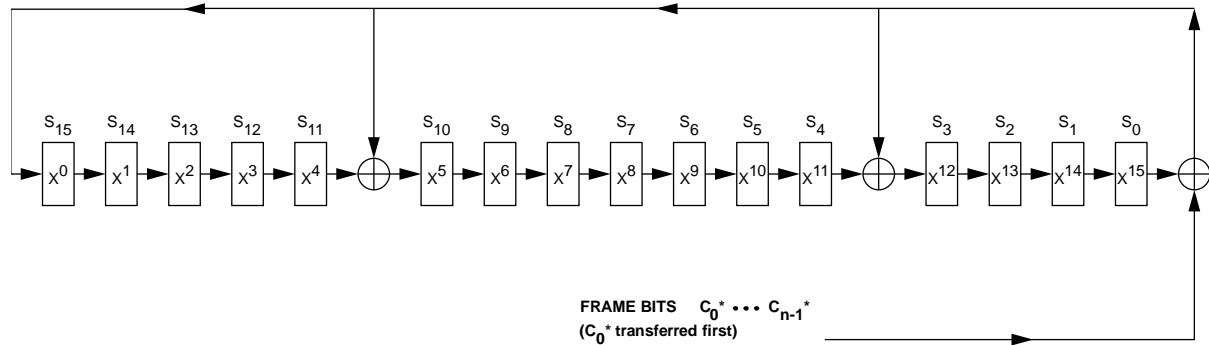 S15 S14 S13 S12 S11 S10 S9 S8 S7 S6 S5 S4 S3 S2 S1 S0
X0 X1 X2 X3 X4 X5 X6 X7 X8 X9 X10 X11 X12 X13 X14 X15
FRAME BITS C0* ••• Cn-1*
(C0* transferred first)